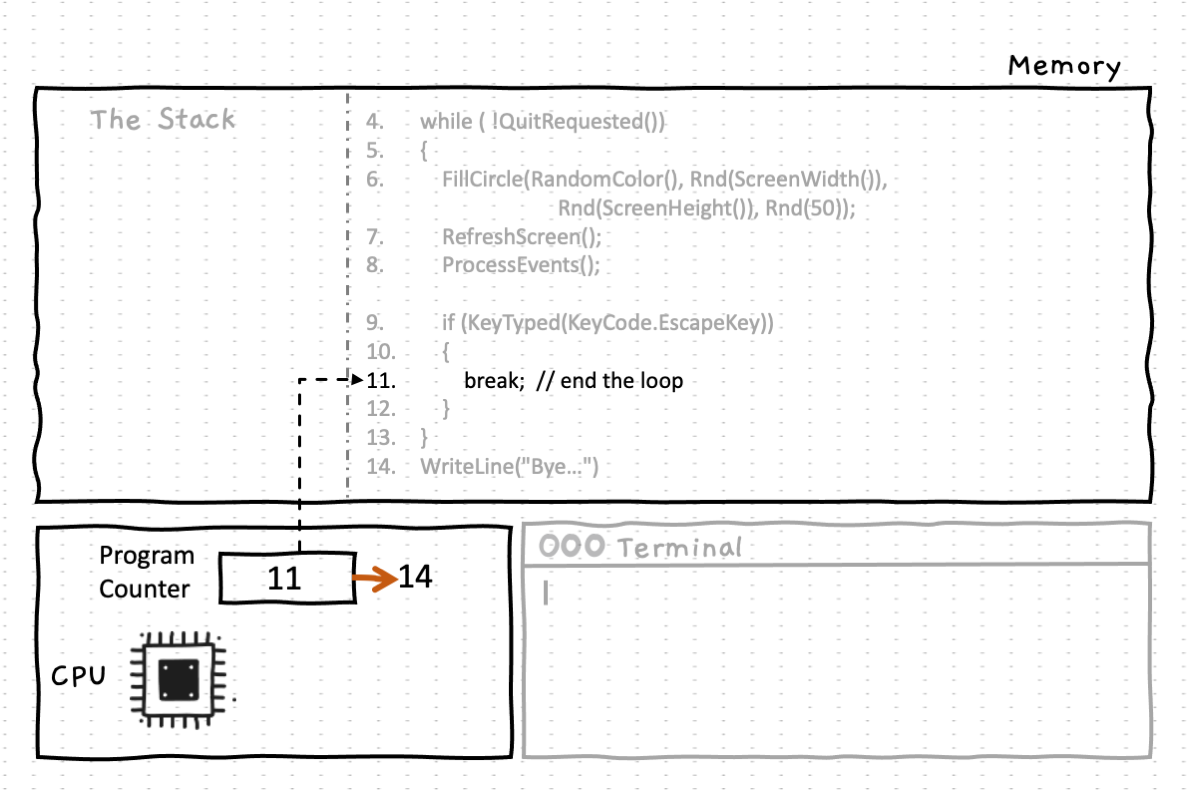 Memory
The Stack
4. while ( !QuitRequested())
5. {
6. FillCircle(RandomColor(), Rnd(ScreenWidth()),
Rnd(ScreenHeight()), Rnd(50));
7. RefreshScreen();
8. ProcessEvents();
9. if (KeyTyped(KeyCode.EscapeKey))
10. {
11. break; // end the loop
12. }
13. }
14. WriteLine("Bye...")
Program
Counter
11
14
CPU
Terminal